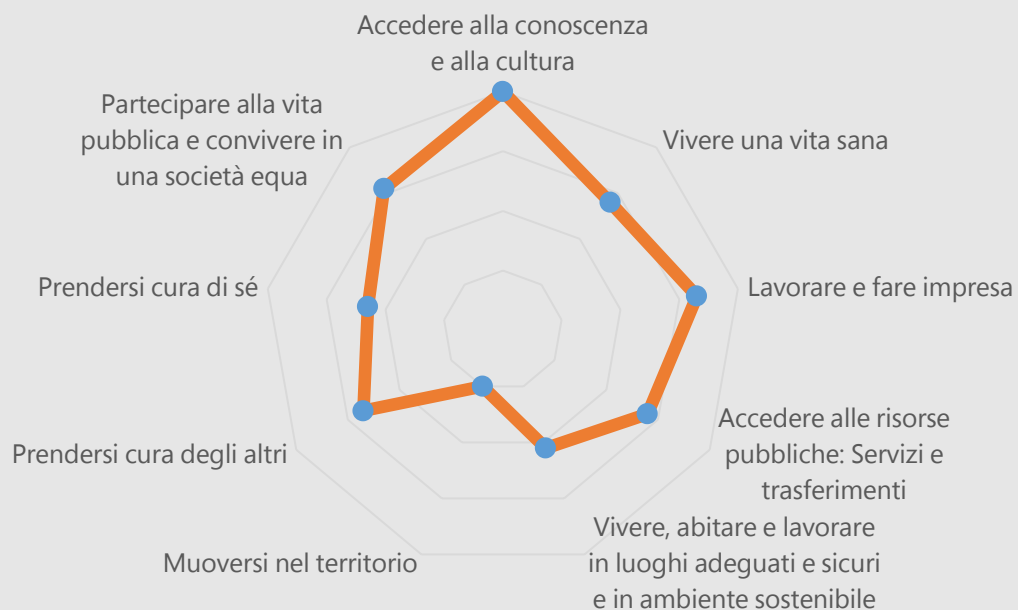 Accedere alla conoscenza
e alla cultura
Partecipare alla vita
pubblica e convivere in
una società equa
Vivere una vita sana
Prendersi cura di sé
Lavorare e fare impresa
Prendersi cura degli altri
Accedere alle risorse
pubbliche: Servizi e
trasferimenti
Muoversi nel territorio
Vivere, abitare e lavorare
in luoghi adeguati e sicuri
e in ambiente sostenibile